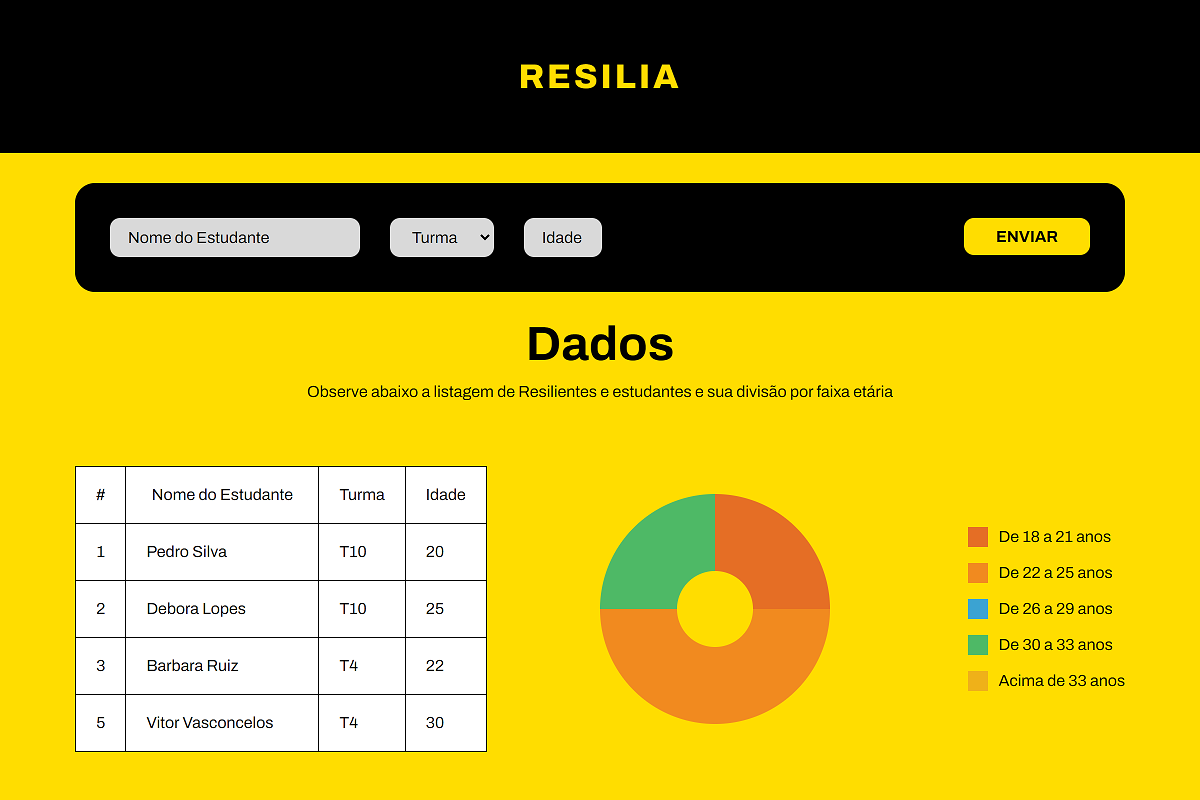 RESILIA
Nome do Estudante Turma Idade ENVIAR
Dados
Observe abaixo a listagem de Resilientes e estudantes e sua divisão por faixa etária
# Nome do Estudante Turma Idade
1 Pedro Silva T10 20
2 Debora Lopes T10 25
3 Barbara Ruiz T4 22
5 Vitor Vasconcelos T4 30
De 18 a 21 anos
De 22 a 25 anos
De 26 a 29 anos
De 30 a 33 anos
Acima de 33 anos